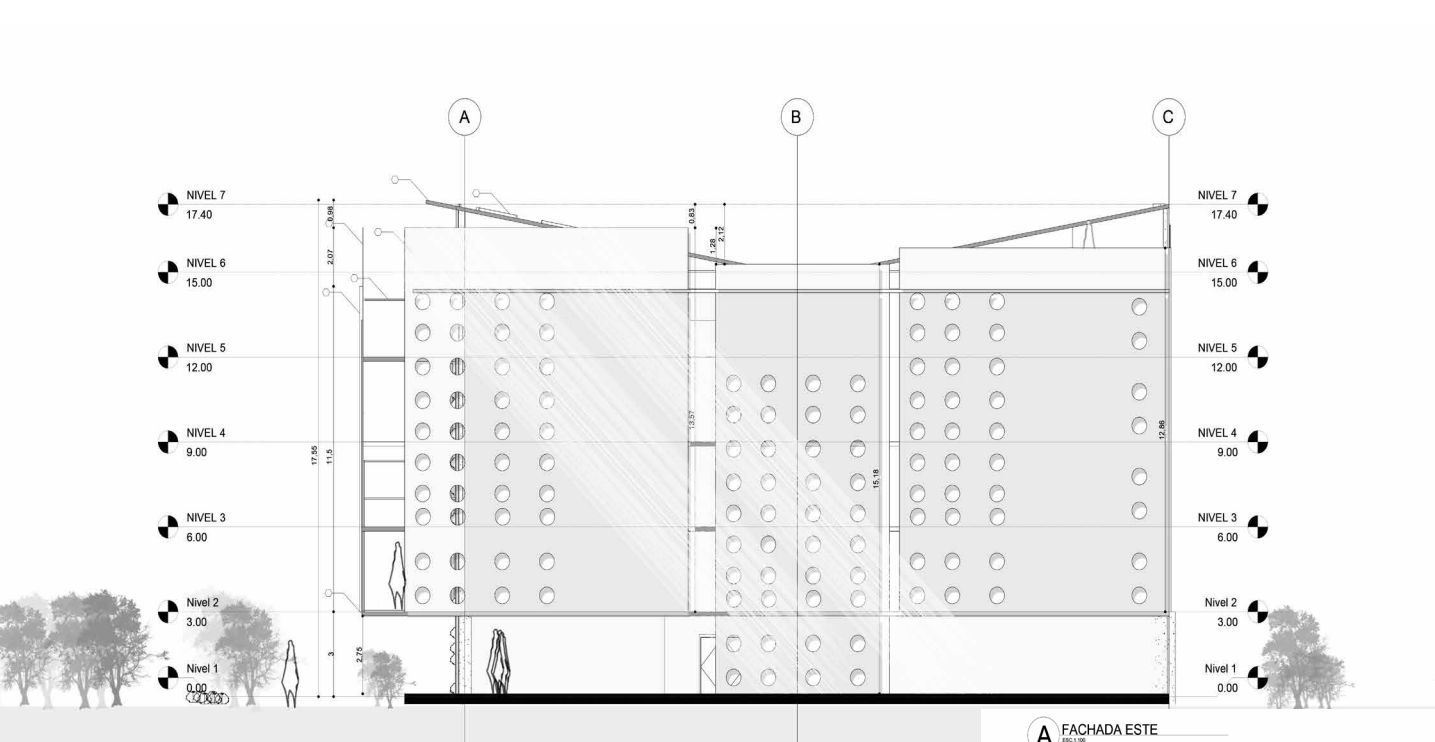 A
B
C
NIVEL 7
17.40
NIVEL 6
15.00
NIVEL 5
12.00
NIVEL 4
9.00
NIVEL 3
6.00
Nivel 2
3.00
Nivel 1
0.00
17,55
0,98
2,07
11,5
3
2,75
0,83
1,28
2,12
13,57
15,18
12,86
NIVEL 7
17.40
NIVEL 6
15.00
NIVEL 5
12.00
NIVEL 4
9.00
NIVEL 3
6.00
Nivel 2
3.00
Nivel 1
0.00
A
FACHADA ESTE
ESC.1:100